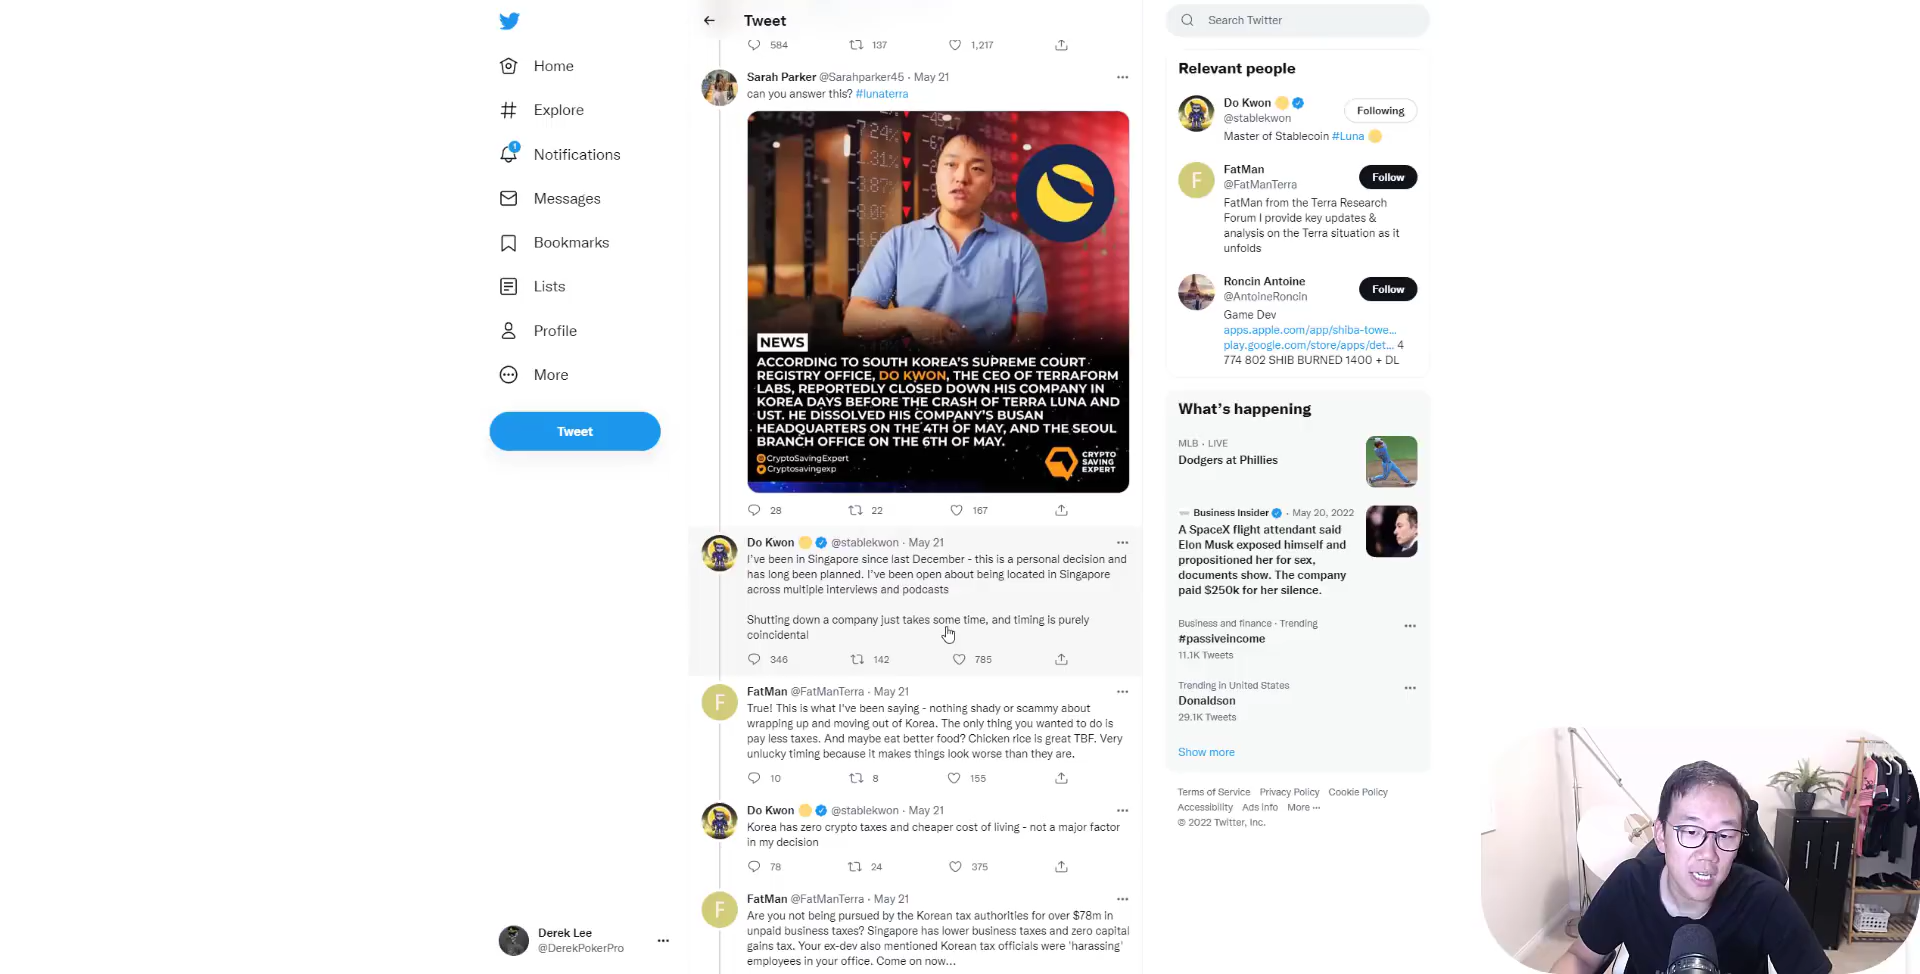 Home
Explore
1
Notifications
Messages
Bookmarks
Lists
Profile
More
Tweet
Derek Lee
@DerekPokerPro
Tweet
584 137 1,217
Sarah Parker @Sarahparker45 · May 21
can you answer this? #lunaterra
NEWS
ACCORDING TO SOUTH KOREA'S SUPREME COURT
REGISTRY OFFICE, DO KWON, THE CEO OF TERRAFORM
LABS, REPORTEDLY CLOSED DOWN HIS COMPANY IN
KOREA DAYS BEFORE THE CRASH OF TERRA LUNA AND
UST. HE DISSOLVED HIS COMPANY'S BUSAN
HEADQUARTERS ON THE 4TH OF MAY, AND THE SEOUL
BRANCH OFFICE ON THE 6TH OF MAY.
@CryptoSavingExpert
Cryptosavingexp
CRYPTO
SAVING
EXPERT
28 22 167
Do Kwon @stablekwon · May 21
I've been in Singapore since last December - this is a personal decision and
has long been planned. I've been open about being located in Singapore
across multiple interviews and podcasts
Shutting down a company just takes some time, and timing is purely
coincidental
346 142 785
FatMan @FatManTerra · May 21
True! This is what I've been saying - nothing shady or scammy about
wrapping up and moving out of Korea. The only thing you wanted to do is
pay less taxes. And maybe eat better food? Chicken rice is great TBF. Very
unlucky timing because it makes things look worse than they are.
10 8 155
Do Kwon @stablekwon · May 21
Korea has zero crypto taxes and cheaper cost of living - not a major factor
in my decision
78 24 375
FatMan @FatManTerra · May 21
Are you not being pursued by the Korean tax authorities for over $78m in
unpaid business taxes? Singapore has lower business taxes and zero capital
gains tax. Your ex-dev also mentioned Korean tax officials were 'harassing'
employees in your office. Come on now...
Search Twitter
Relevant people
Do Kwon
@stablekwon
Following
Master of Stablecoin #Luna
F
FatMan
@FatManTerra
Follow
FatMan from the Terra Research
Forum I provide key updates &
analysis on the Terra situation as it
unfolds
Roncin Antoine
@AntoineRoncin
Follow
Game Dev
apps.apple.com/app/shiba-towe...
play.google.com/store/apps/det... 4
774 802 SHIB BURNED 1400 + DL
What's happening
MLB · LIVE
Dodgers at Phillies
Business Insider · May 20, 2022
A SpaceX flight attendant said
Elon Musk exposed himself and
propositioned her for sex,
documents show. The company
paid $250k for her silence.
Business and finance · Trending
#passiveincome
11.1K Tweets
Trending in United States
Donaldson
29.1K Tweets
Show more
Terms of Service Privacy Policy Cookie Policy
Accessibility Ads info More ···
© 2022 Twitter, Inc.